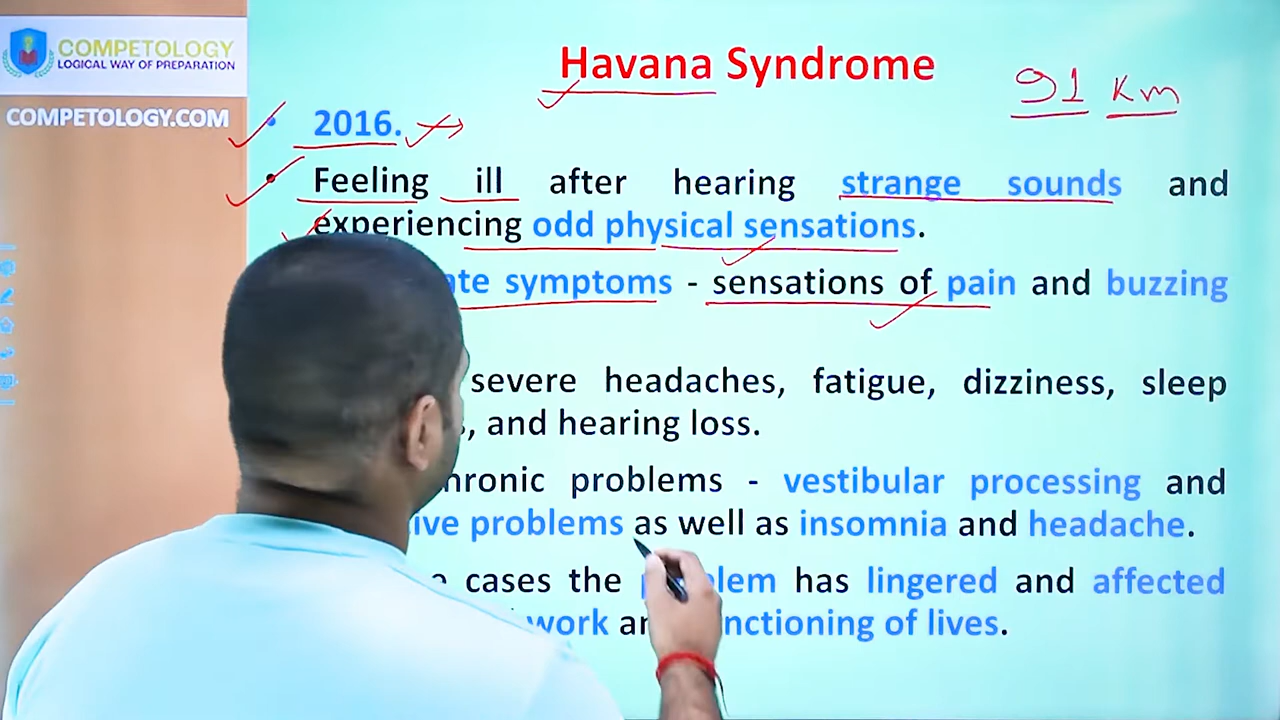 COMPETOLOGY
LOGICAL WAY OF PREPARATION
COMPETOLOGY.COM
Havana Syndrome
91 Km
• 2016.
• Feeling ill after hearing strange sounds and
experiencing odd physical sensations.
symptoms - sensations of pain and buzzing
severe headaches, fatigue, dizziness, sleep
and hearing loss.
problems - vestibular processing and
problems as well as insomnia and headache.
cases the has lingered and affected
work of lives.